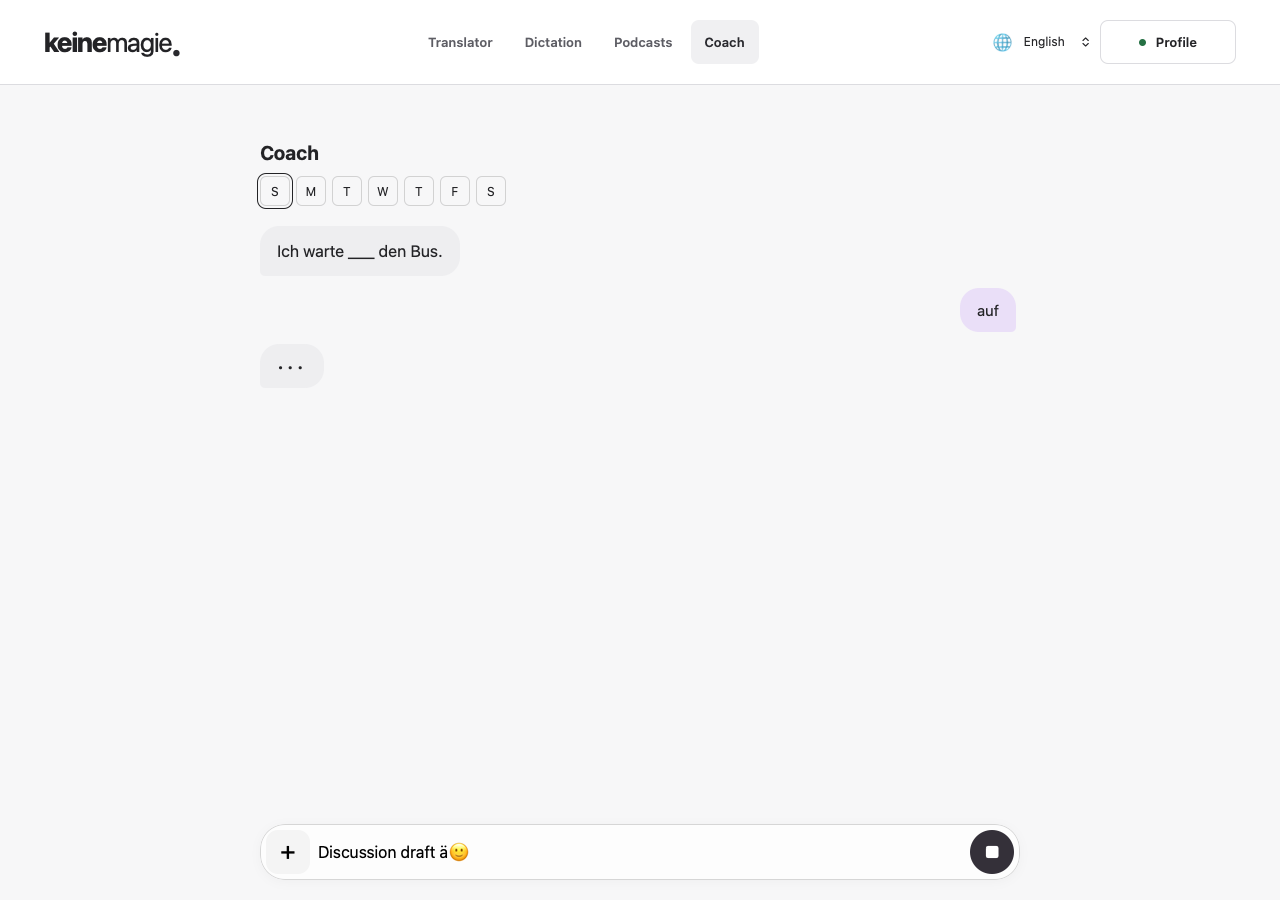 keinemagie.
Translator Dictation Podcasts Coach
English Profile
Coach
S M T W T F S
Ich warte ___ den Bus.
auf
...
+ Discussion draft ä🙂